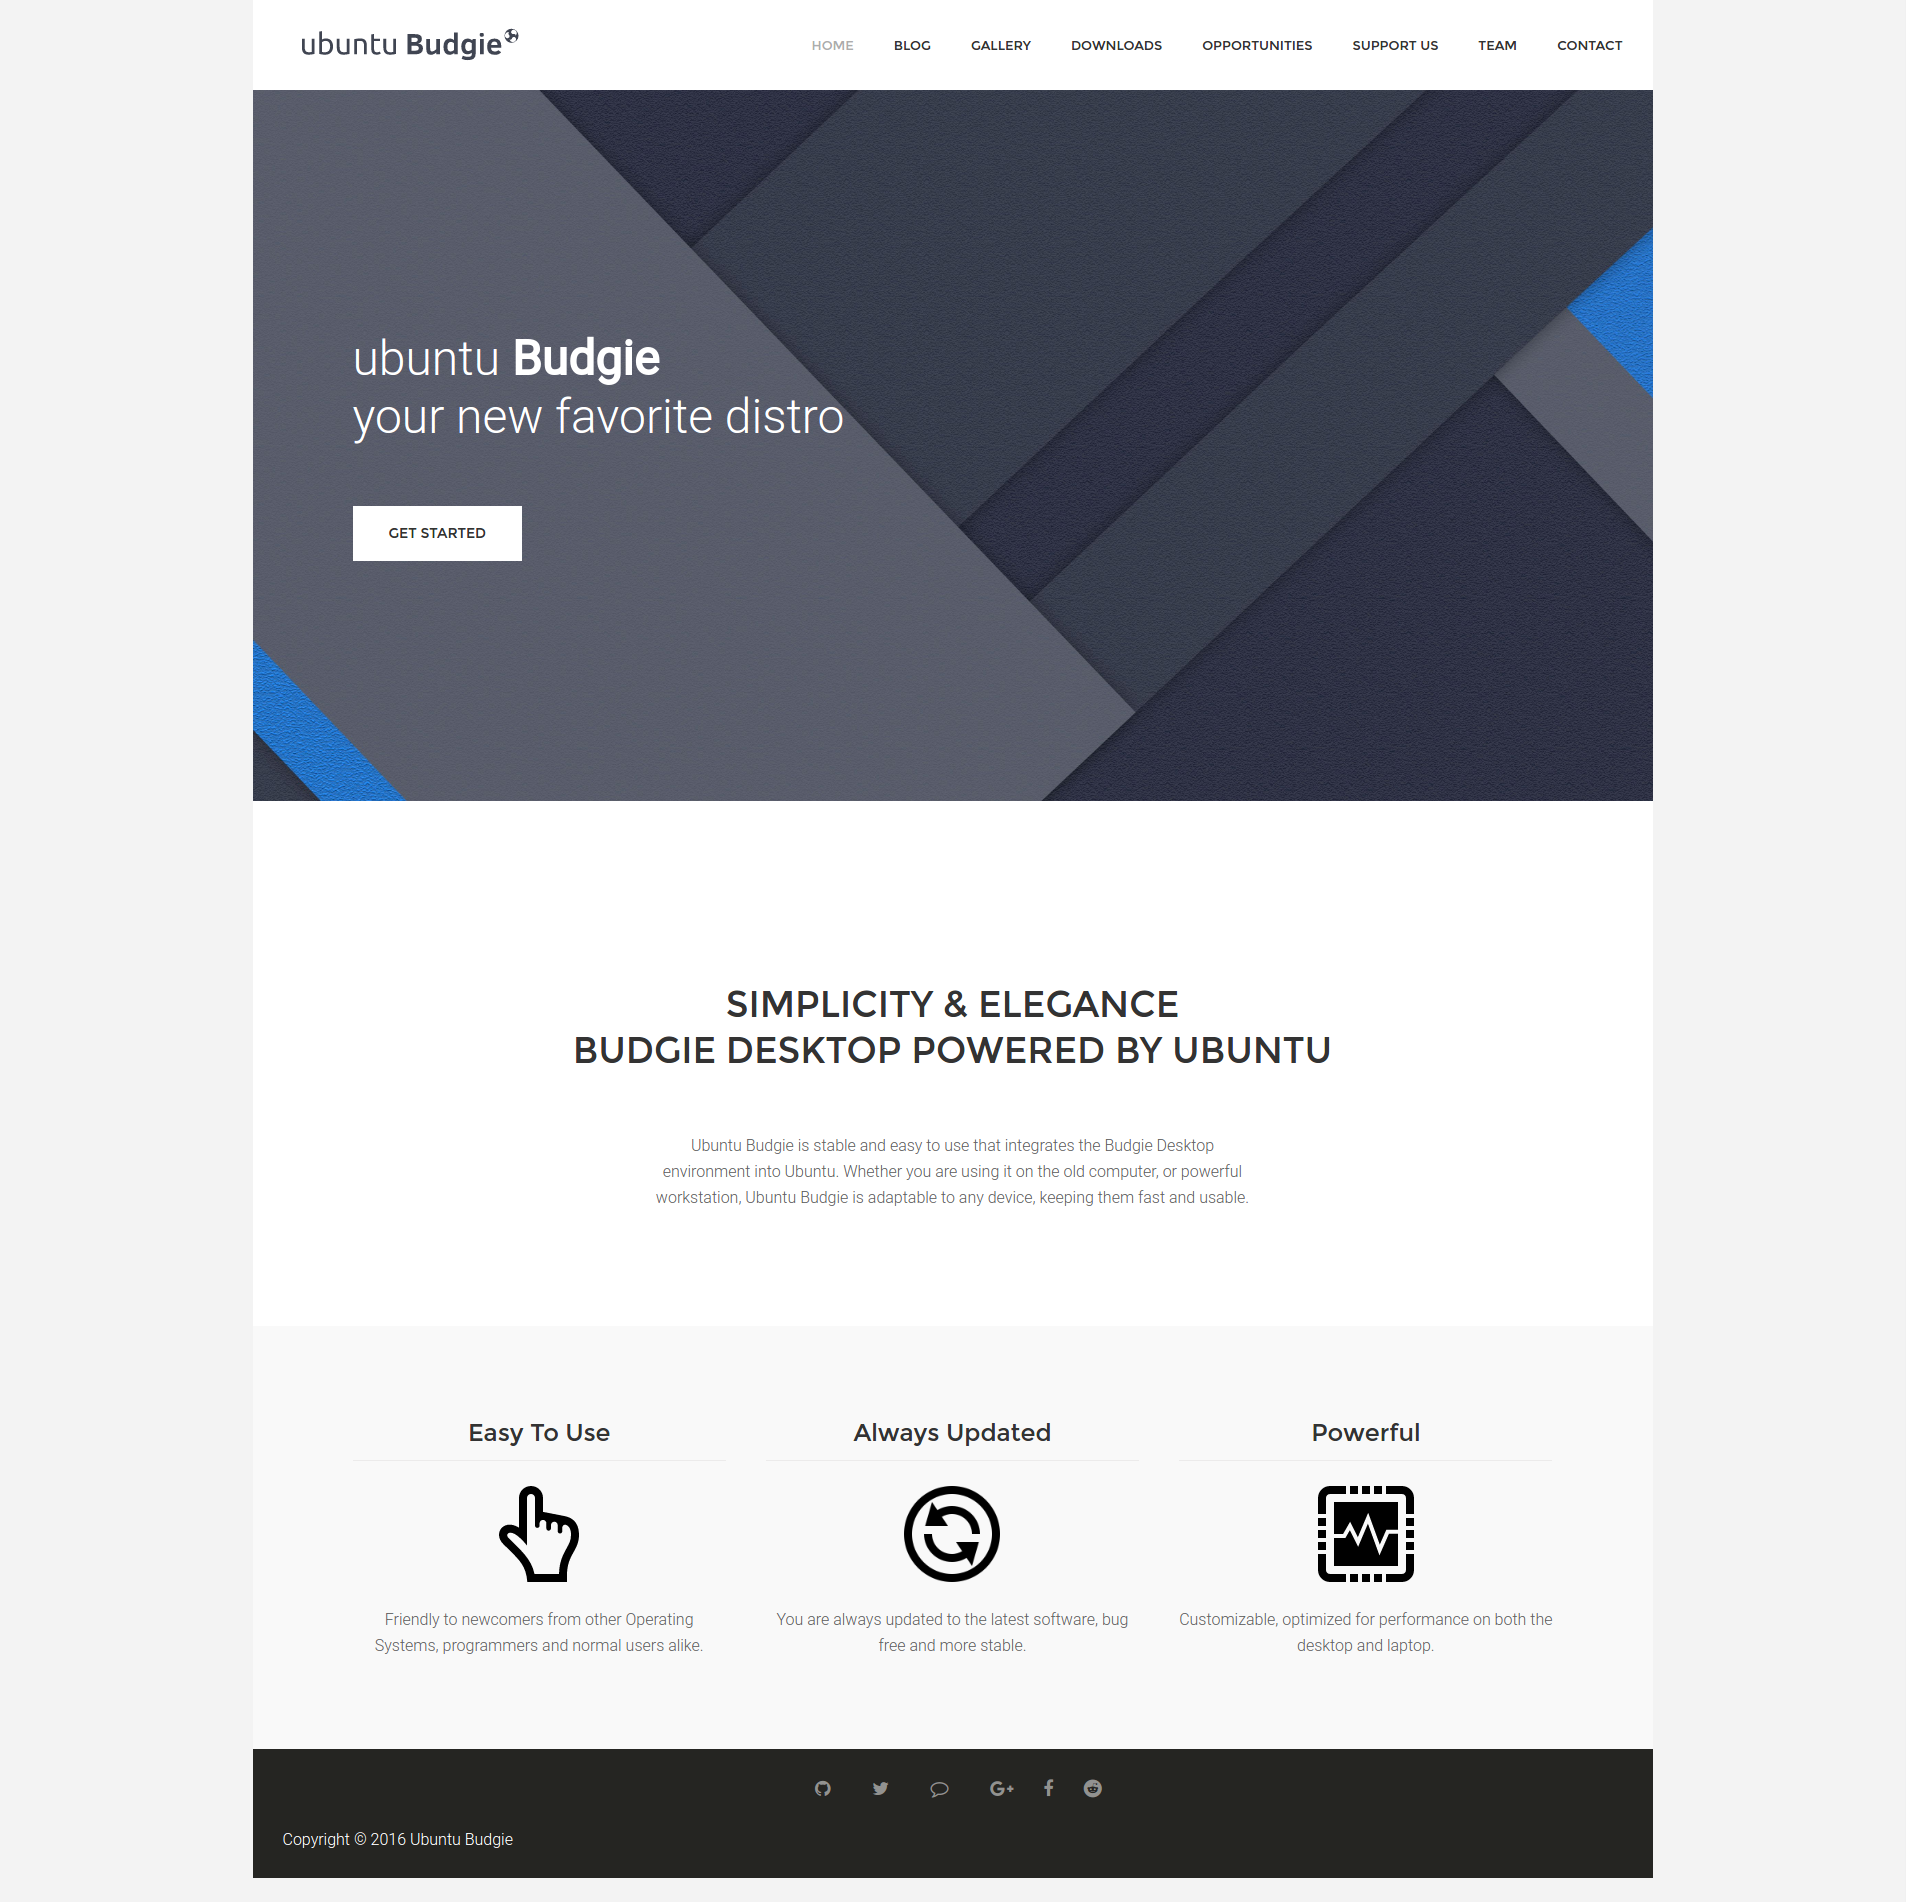 ubuntu Budgie
HOME BLOG GALLERY DOWNLOADS OPPORTUNITIES SUPPORT US TEAM CONTACT
ubuntu Budgie
your new favorite distro
GET STARTED
SIMPLICITY & ELEGANCE
BUDGIE DESKTOP POWERED BY UBUNTU
Ubuntu Budgie is stable and easy to use that integrates the Budgie Desktop
environment into Ubuntu. Whether you are using it on the old computer, or powerful
workstation, Ubuntu Budgie is adaptable to any device, keeping them fast and usable.
Easy To Use
Friendly to newcomers from other Operating
Systems, programmers and normal users alike.
Always Updated
You are always updated to the latest software, bug
free and more stable.
Powerful
Customizable, optimized for performance on both the
desktop and laptop.
Copyright © 2016 Ubuntu Budgie